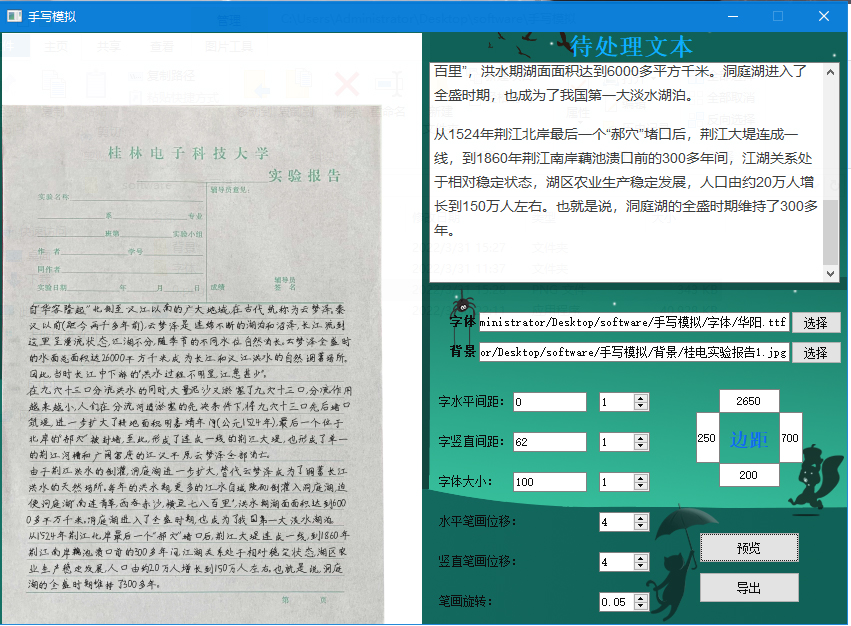 手写模拟
桂林电子科技大学
实验报告
实验名称
辅导员意见:
系 专业
班第 实验小组
作 者 学号
同作者
实验日期 年 月 日
成绩
辅导员
签 名
自“华容隆起”北侧至汉江以南的广大地域,在古代统称为云梦泽,秦
汉以前(距今两千多年前),云梦泽是连绵不断的湖泊和沼泽,长江流到
这里呈漫流状态,江湖不分,随季节的不同水位自然消长,云梦泽全盛时
的水面总面积达26000平方千米,成为长江和汉江洪水的自然调蓄场所。
因此,当时长江中下游的“洪水过程不明显,江患甚少”。
在九穴十三口分流洪水的同时,大量泥沙又淤塞了九穴十三口,分流作用
越来越小,人们在分流河道淤塞的先决条件下,将九穴十三口先后堵口
筑堤,进一步扩大了耕地面积,明嘉靖年间(公元1524年),最后一个位于
北岸的“郝穴”被封堵,至此,形成了连成一线的荆江大堤,也形成了单一
的荆江河槽和广阔富庶的江汉平原,云梦泽全部消亡。
由于荆江洪水的倒灌,洞庭湖进一步扩大,替代云梦泽成为了调蓄长江
洪水的天然场所,每年的洪水期,更多的江水自城陵矶倒灌入洞庭湖,迫
使洞庭湖“南连青草,西吞赤沙,横亘七八百里”,洪水期湖面面积达到600
0多平方千米,洞庭湖进入了全盛时期,也成为了我国第一大淡水湖泊
从1524年荆江北岸最后一个“郝穴”堵口后,荆江大堤连成一线,到1860年
荆江南岸藕池溃口前的300多年间,江湖关系处于相对稳定状态,湖区农
业生产稳定发展,人口由约20万人增长到150万人左右,也就是说,洞庭
湖的全盛时期维持了300多年。
第 页
待处理文本
百里”,洪水期湖面面积达到6000多平方千米。洞庭湖进入了
全盛时期,也成为了我国第一大淡水湖泊。
从1524年荆江北岸最后一个“郝穴”堵口后,荆江大堤连成一
线,到1860年荆江南岸藕池溃口前的300多年间,江湖关系处
于相对稳定状态,湖区农业生产稳定发展,人口由约20万人增
长到150万人左右。也就是说,洞庭湖的全盛时期维持了300多
年。
字体 ministrator/Desktop/software/手写模拟/字体/华阳.ttf 选择
背景 or/Desktop/software/手写模拟/背景/桂电实验报告1.jpg 选择
字水平间距: 0 1
字竖直间距: 62 1
字体大小: 100 1
水平笔画位移: 4
竖直笔画位移: 4
笔画旋转: 0.05
2650
250 边距 700
200
预览
导出